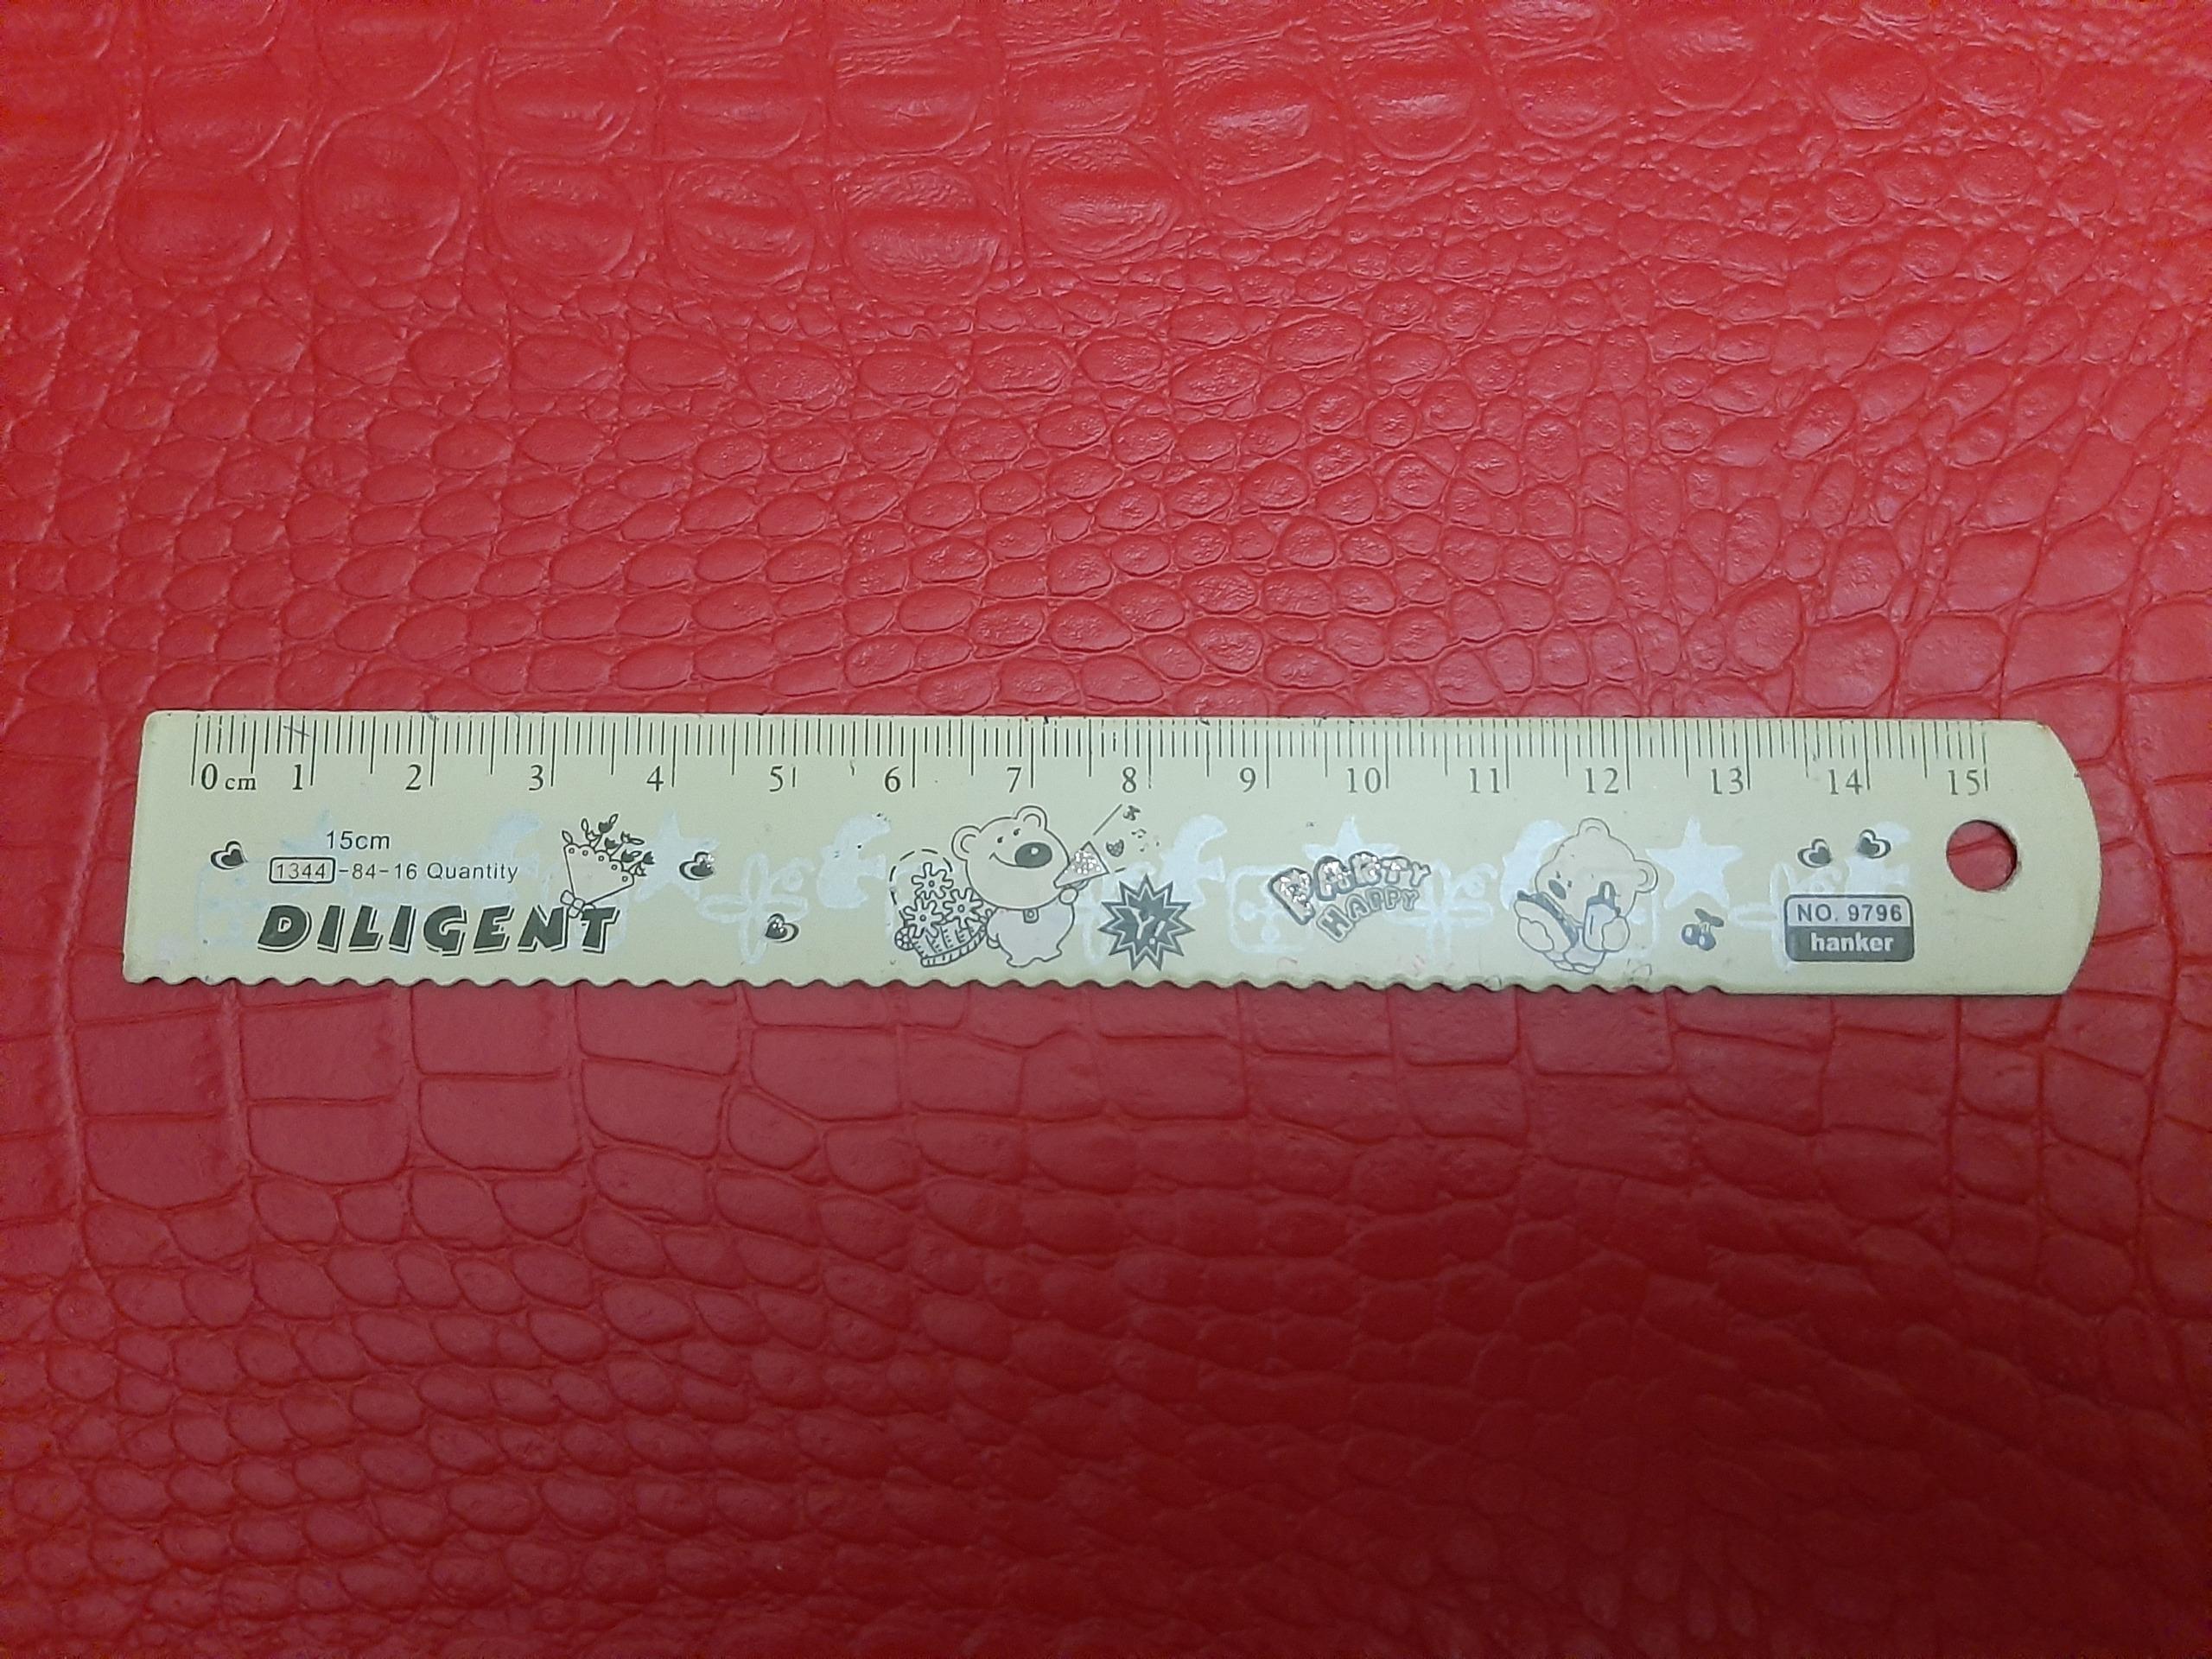 0 cm 1 2 3 4 5 6 7 8 9 10 11 12 13 14 15
15cm
1344-84-16 Quantity
DILIGENT
Y!
PARTY
HAPPY
NO. 9796
hanker